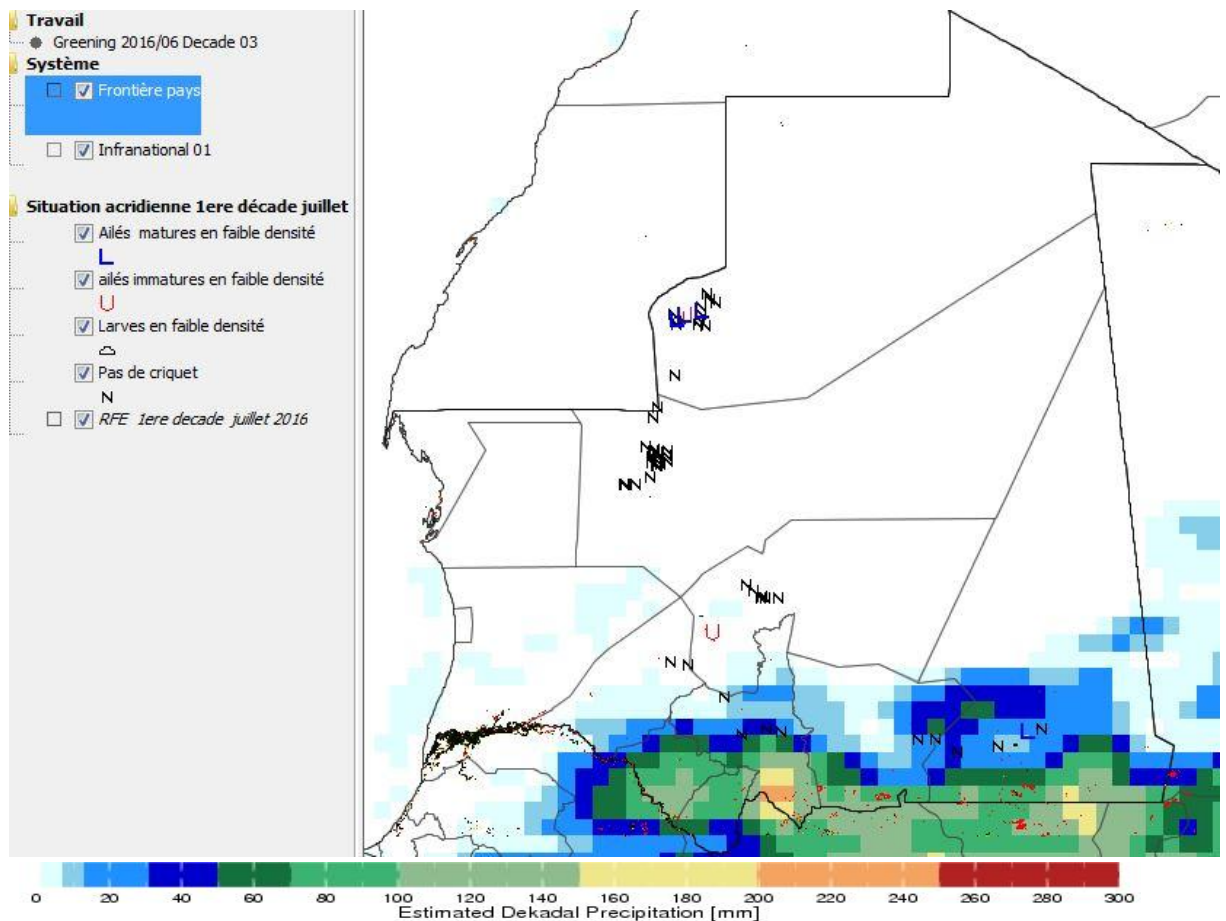 Travail
Greening 2016/06 Decade 03
Système
Frontière pays
Infranational 01
Situation acridienne 1ere décade juillet
Ailés matures en faible densité
L
ailés immatures en faible densité
U
Larves en faible densité
Pas de criquet
N
RFE 1ere decade juillet 2016
0 20 40 60 80 100 120 140 160 180 200 220 240 260 280 300
Estimated Dekadal Precipitation [mm]